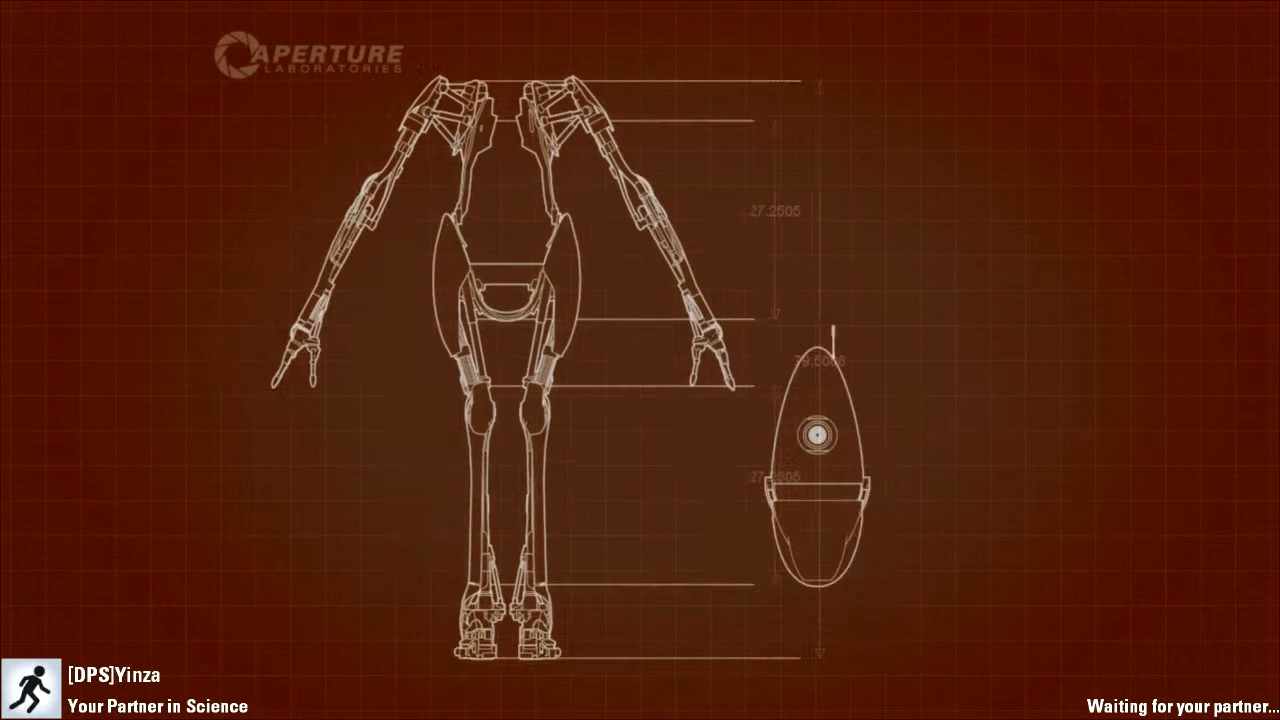 APERTURE
LABORATORIES
27.2505
[DPS]Yinza
Your Partner in Science
Waiting for your partner...